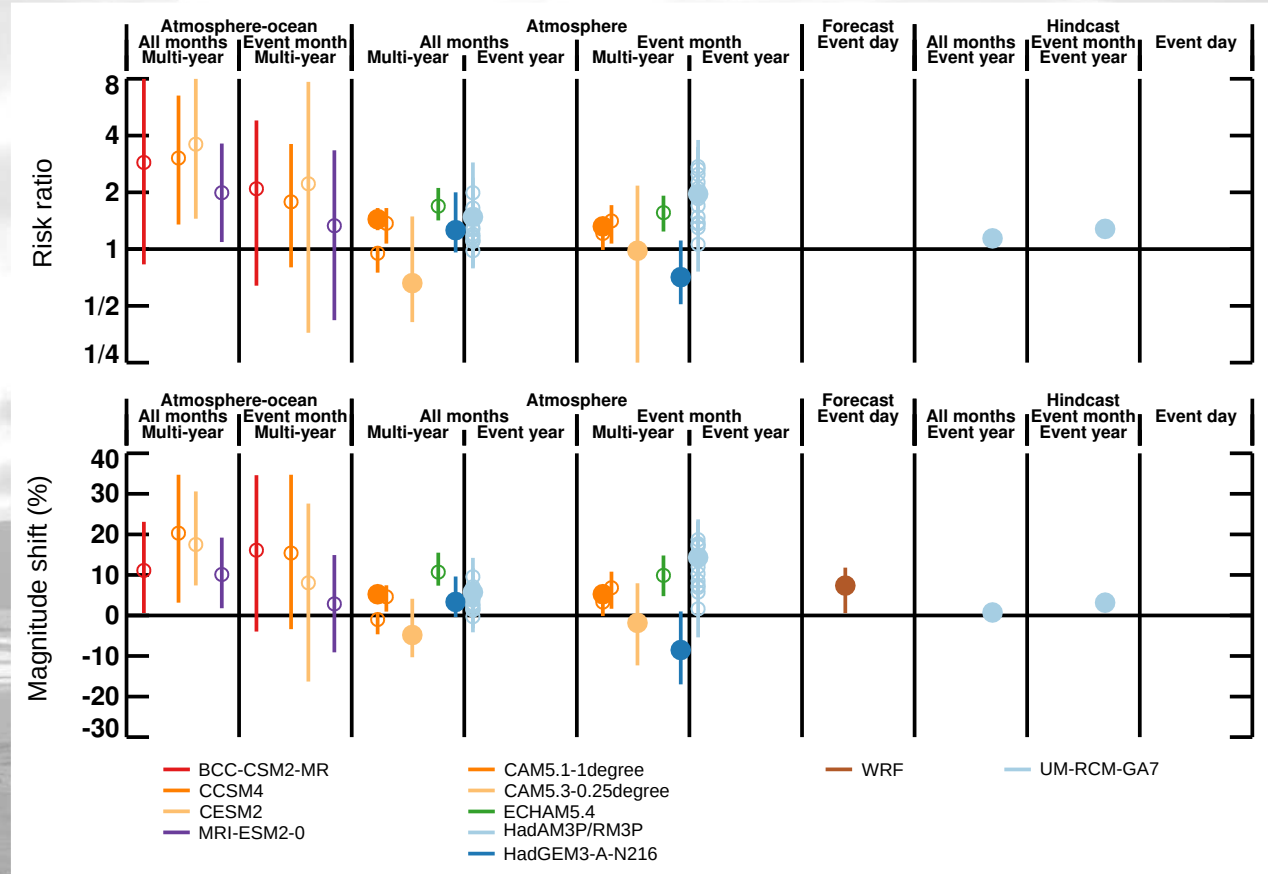 Atmosphere-ocean Atmosphere Forecast Hindcast
All months Event month All months Event month Event day All months Event month Event day
Multi-year Multi-year Multi-year Event year Multi-year Event year Event year Event year
Risk ratio
8
4
2
1
1/2
1/4
Atmosphere-ocean Atmosphere Forecast Hindcast
All months Event month All months Event month Event day All months Event month Event day
Multi-year Multi-year Multi-year Event year Multi-year Event year Event year Event year
Magnitude shift (%)
40
30
20
10
0
-10
-20
-30
BCC-CSM2-MR CAM5.1-1degree WRF UM-RCM-GA7
CCSM4 CAM5.3-0.25degree
CESM2 ECHAM5.4
MRI-ESM2-0 HadAM3P/RM3P
HadGEM3-A-N216